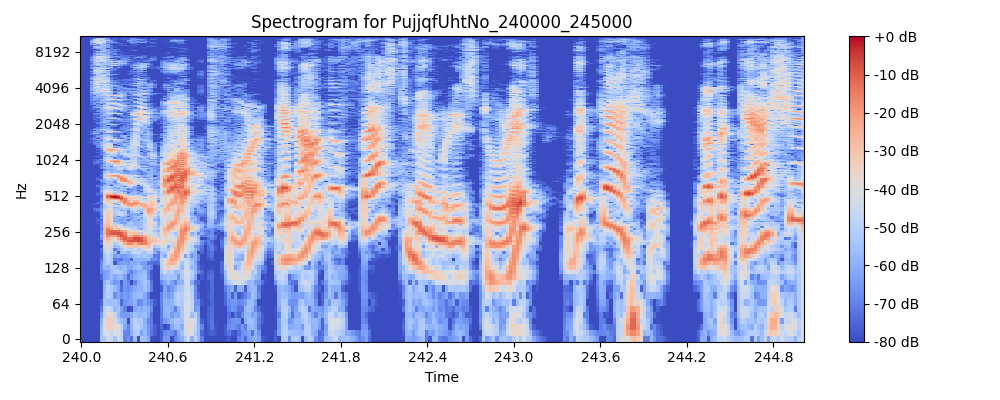 Spectrogram for PujjqfUhtNo_240000_245000
Hz
8192
4096
2048
1024
512
256
128
64
0
240.0 240.6 241.2 241.8 242.4 243.0 243.6 244.2 244.8
Time
+0 dB
-10 dB
-20 dB
-30 dB
-40 dB
-50 dB
-60 dB
-70 dB
-80 dB